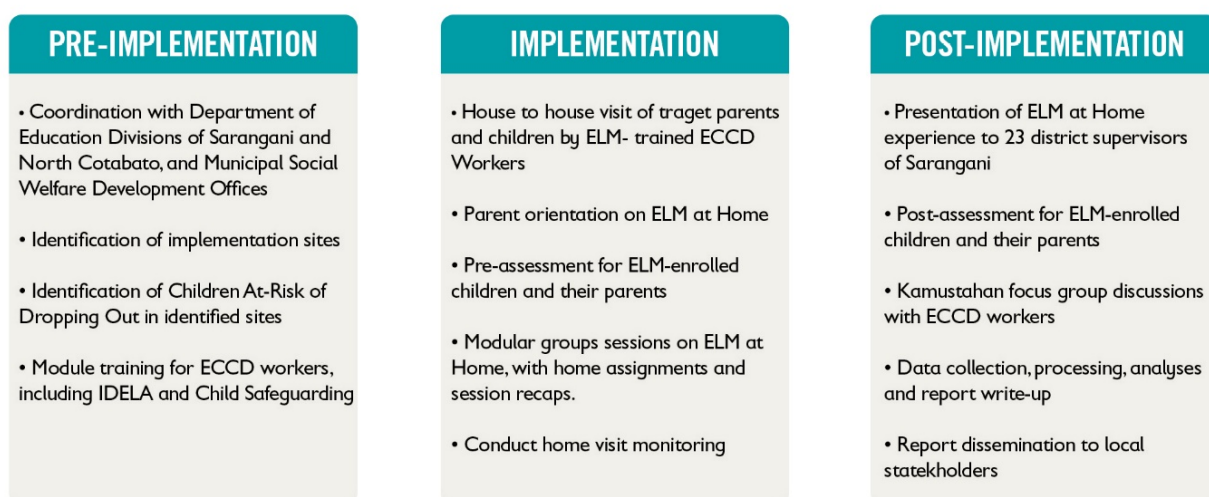 PRE-IMPLEMENTATION
• Coordination with Department of
Education Divisions of Sarangani and
North Cotabato, and Municipal Social
Welfare Development Offices
• Identification of implementation sites
• Identification of Children At-Risk of
Dropping Out in identified sites
• Module training for ECCD workers,
including IDELA and Child Safeguarding
IMPLEMENTATION
• House to house visit of traget parents
and children by ELM- trained ECCD
Workers
• Parent orientation on ELM at Home
• Pre-assessment for ELM-enrolled
children and their parents
• Modular groups sessions on ELM at
Home, with home assignments and
session recaps.
• Conduct home visit monitoring
POST-IMPLEMENTATION
• Presentation of ELM at Home
experience to 23 district supervisors
of Sarangani
• Post-assessment for ELM-enrolled
children and their parents
• Kamustahan focus group discussions
with ECCD workers
• Data collection, processing, analyses
and report write-up
• Report dissemination to local
statekholders